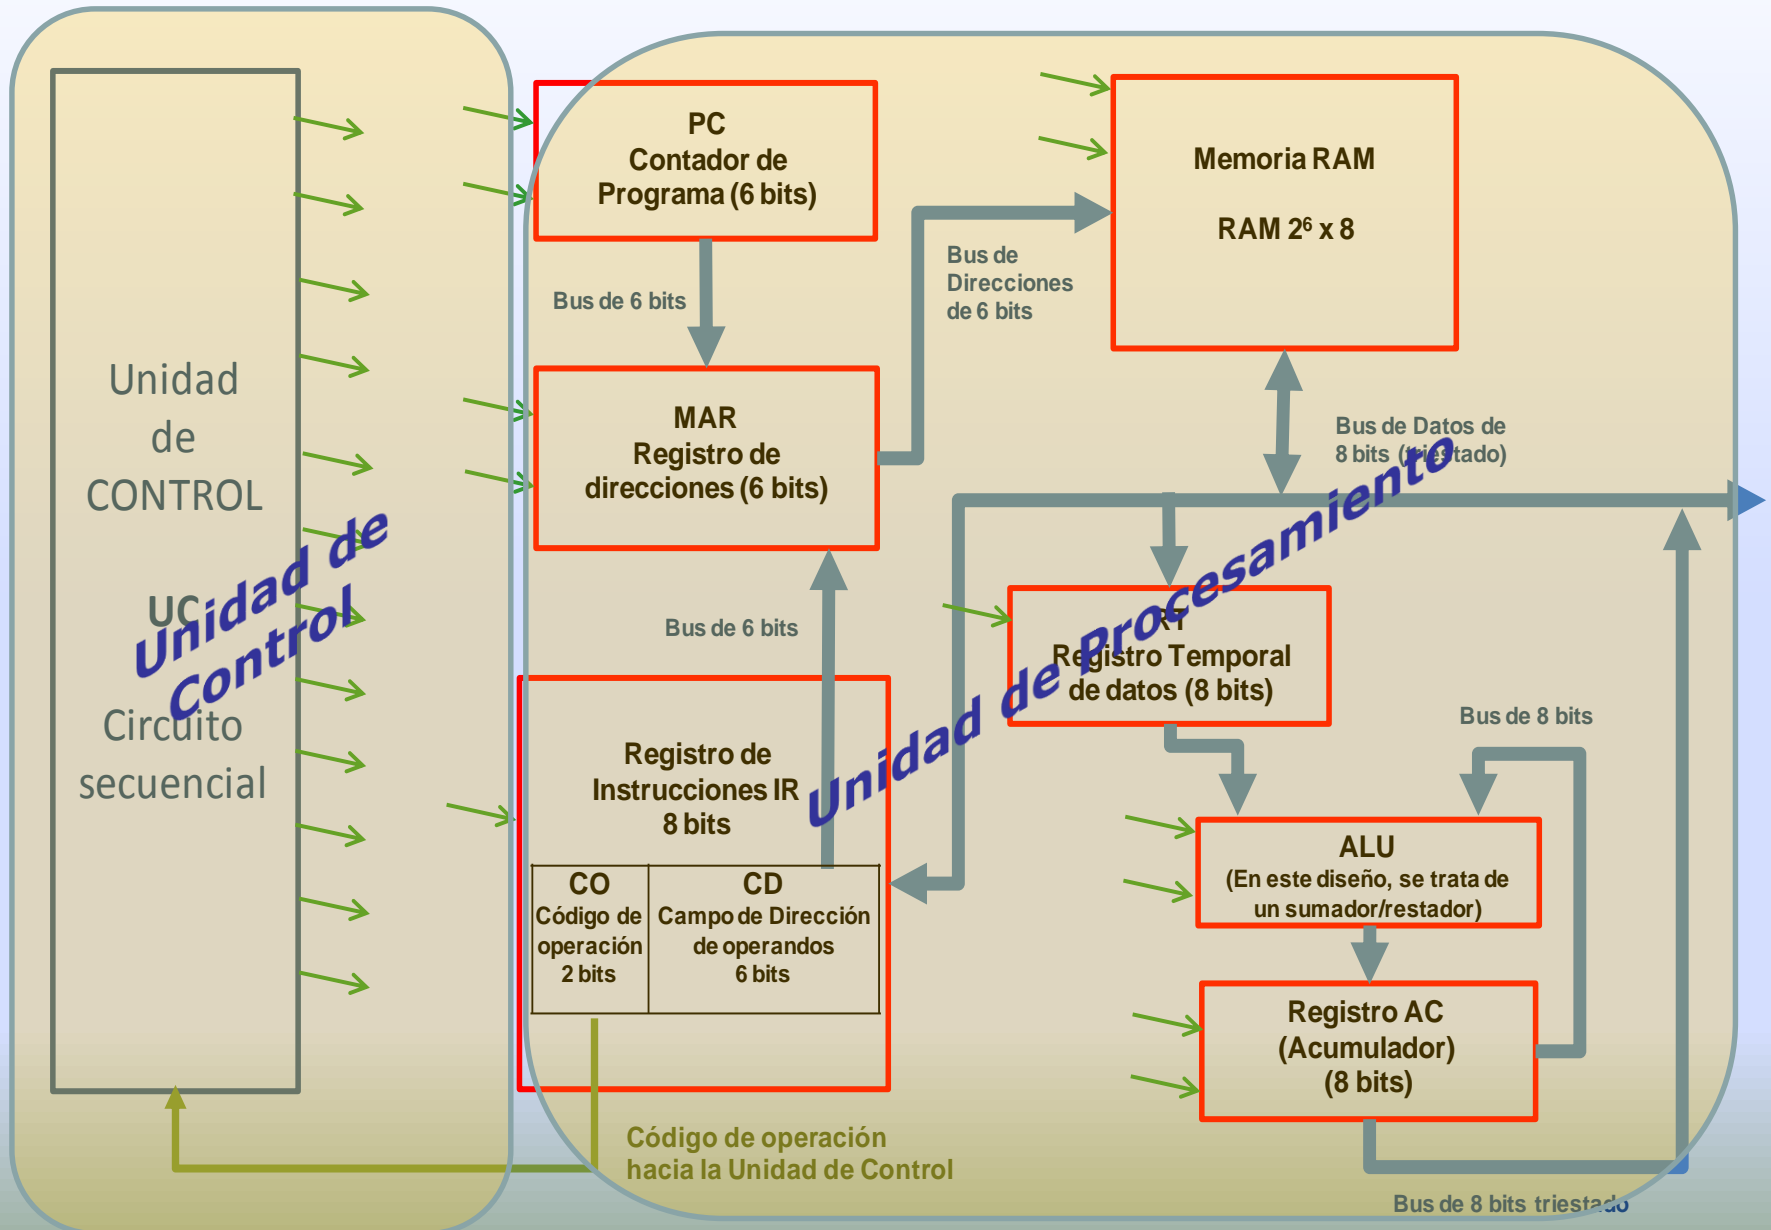 Unidad
de
CONTROL
UC
Circuito
secuencial
Unidad de
Control
PC
Contador de
Programa (6 bits)
Bus de 6 bits
MAR
Registro de
direcciones (6 bits)
Bus de 6 bits
Registro de
Instrucciones IR
8 bits
CO
Código de
operación
2 bits
CD
Campo de Dirección
de operandos
6 bits
Código de operación
hacia la Unidad de Control
Bus de
Direcciones
de 6 bits
Memoria RAM
RAM 2⁶ x 8
Bus de Datos de
8 bits (triestado)
Unidad de Procesamiento
RT
Registro Temporal
de datos (8 bits)
Bus de 8 bits
ALU
(En este diseño, se trata de
un sumador/restador)
Registro AC
(Acumulador)
(8 bits)
Bus de 8 bits triestado